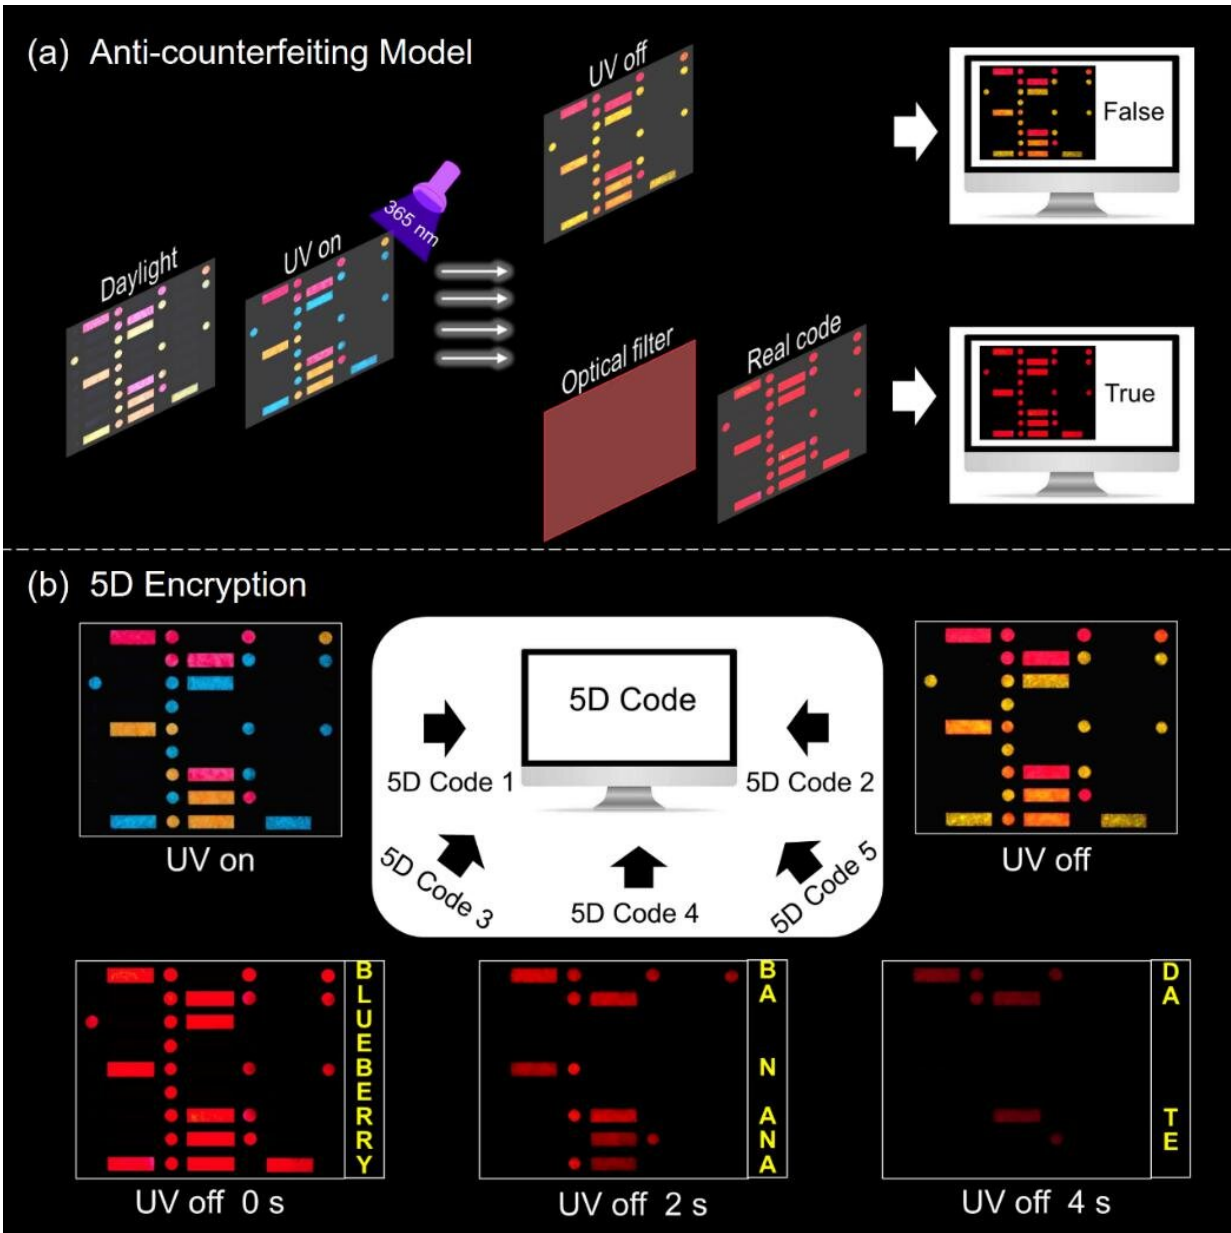 (a) Anti-counterfeiting Model
UV off
False
365 nm
UV on
Daylight
Optical filter
Real code
True
(b) 5D Encryption
5D Code
5D Code 1
5D Code 2
5D Code 3
5D Code 4
5D Code 5
UV on
UV off
B
L
U
E
B
E
R
R
Y
UV off 0 s
B
A
N
A
N
A
UV off 2 s
D
A
T
E
UV off 4 s